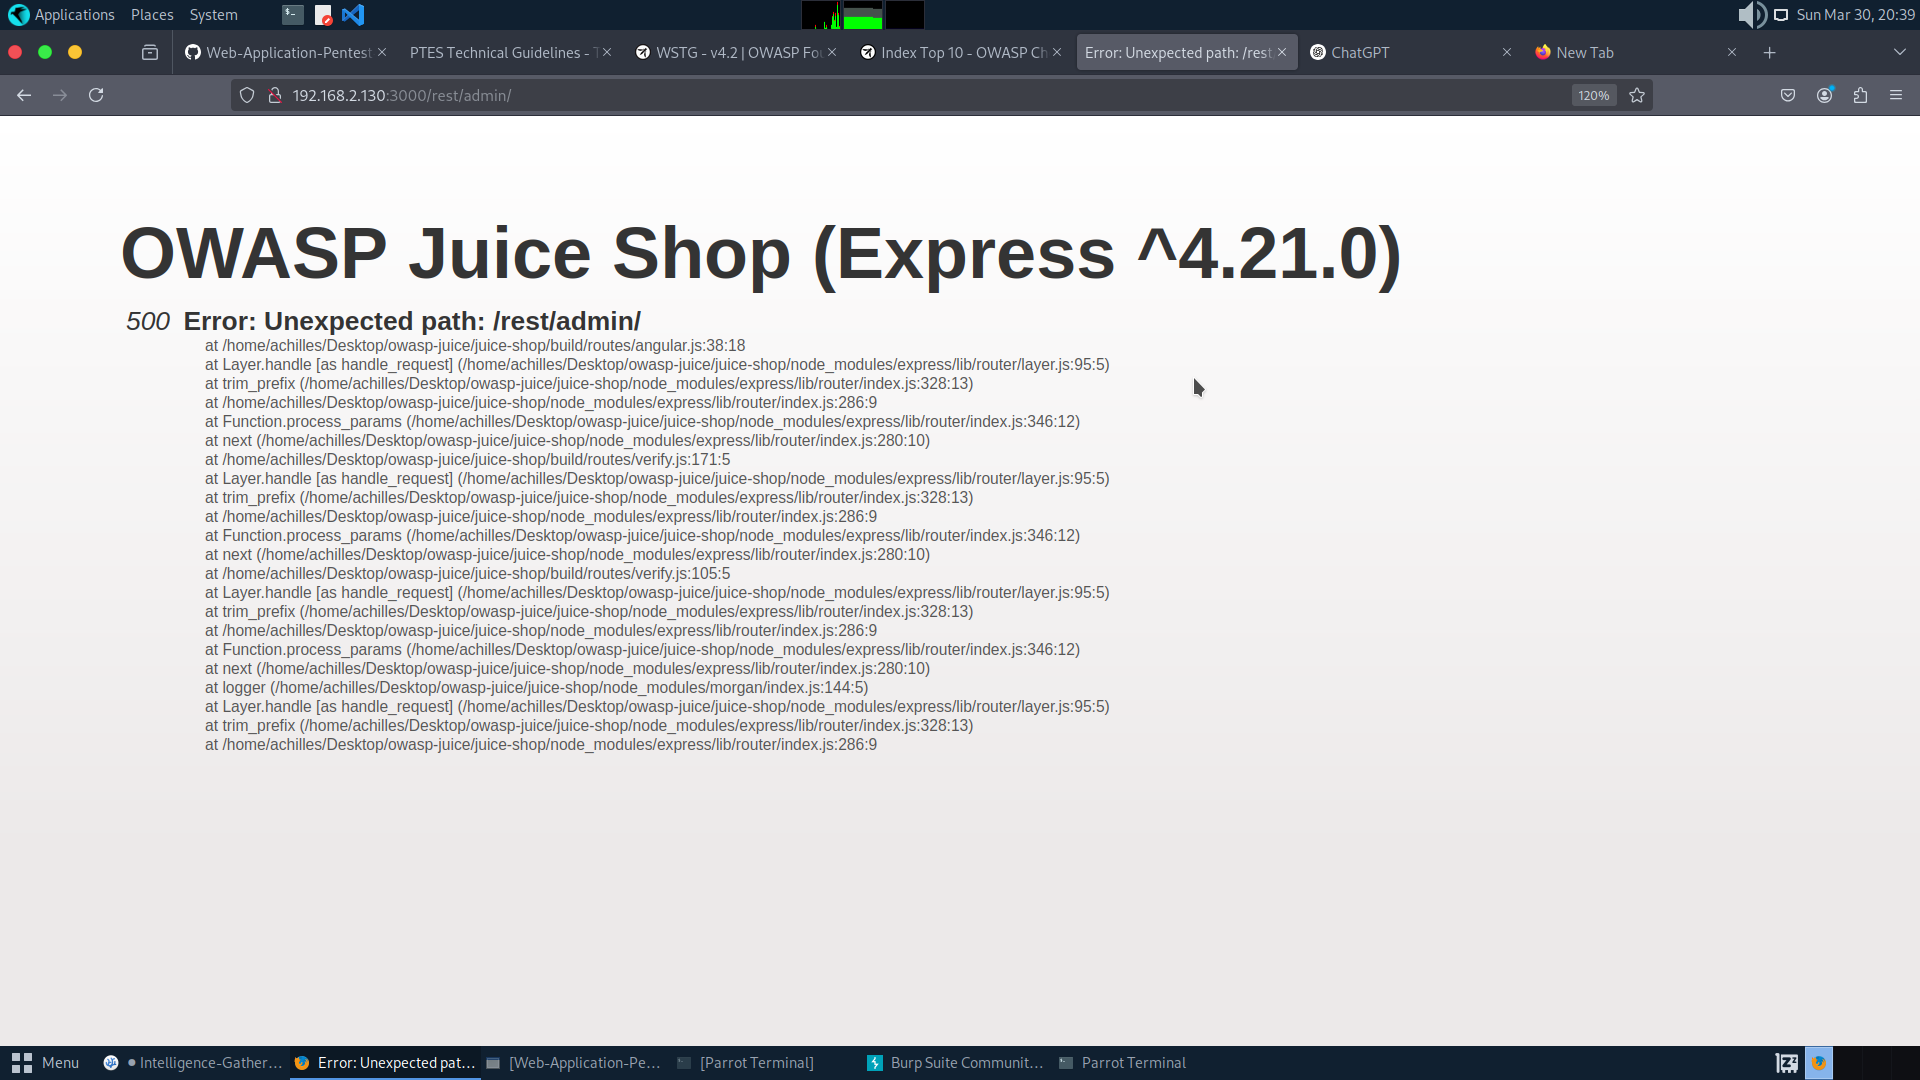 Applications Places System Sun Mar 30, 20:39
Web-Application-Pentest PTES Technical Guidelines - T WSTG - v4.2 | OWASP Fou Index Top 10 - OWASP Ch Error: Unexpected path: /rest ChatGPT New Tab
192.168.2.130:3000/rest/admin/ 120%
OWASP Juice Shop (Express ^4.21.0)
500 Error: Unexpected path: /rest/admin/
at /home/achilles/Desktop/owasp-juice/juice-shop/build/routes/angular.js:38:18
at Layer.handle [as handle_request] (/home/achilles/Desktop/owasp-juice/juice-shop/node_modules/express/lib/router/layer.js:95:5)
at trim_prefix (/home/achilles/Desktop/owasp-juice/juice-shop/node_modules/express/lib/router/index.js:328:13)
at /home/achilles/Desktop/owasp-juice/juice-shop/node_modules/express/lib/router/index.js:286:9
at Function.process_params (/home/achilles/Desktop/owasp-juice/juice-shop/node_modules/express/lib/router/index.js:346:12)
at next (/home/achilles/Desktop/owasp-juice/juice-shop/node_modules/express/lib/router/index.js:280:10)
at /home/achilles/Desktop/owasp-juice/juice-shop/build/routes/verify.js:171:5
at Layer.handle [as handle_request] (/home/achilles/Desktop/owasp-juice/juice-shop/node_modules/express/lib/router/layer.js:95:5)
at trim_prefix (/home/achilles/Desktop/owasp-juice/juice-shop/node_modules/express/lib/router/index.js:328:13)
at /home/achilles/Desktop/owasp-juice/juice-shop/node_modules/express/lib/router/index.js:286:9
at Function.process_params (/home/achilles/Desktop/owasp-juice/juice-shop/node_modules/express/lib/router/index.js:346:12)
at next (/home/achilles/Desktop/owasp-juice/juice-shop/node_modules/express/lib/router/index.js:280:10)
at /home/achilles/Desktop/owasp-juice/juice-shop/build/routes/verify.js:105:5
at Layer.handle [as handle_request] (/home/achilles/Desktop/owasp-juice/juice-shop/node_modules/express/lib/router/layer.js:95:5)
at trim_prefix (/home/achilles/Desktop/owasp-juice/juice-shop/node_modules/express/lib/router/index.js:328:13)
at /home/achilles/Desktop/owasp-juice/juice-shop/node_modules/express/lib/router/index.js:286:9
at Function.process_params (/home/achilles/Desktop/owasp-juice/juice-shop/node_modules/express/lib/router/index.js:346:12)
at next (/home/achilles/Desktop/owasp-juice/juice-shop/node_modules/express/lib/router/index.js:280:10)
at logger (/home/achilles/Desktop/owasp-juice/juice-shop/node_modules/morgan/index.js:144:5)
at Layer.handle [as handle_request] (/home/achilles/Desktop/owasp-juice/juice-shop/node_modules/express/lib/router/layer.js:95:5)
at trim_prefix (/home/achilles/Desktop/owasp-juice/juice-shop/node_modules/express/lib/router/index.js:328:13)
at /home/achilles/Desktop/owasp-juice/juice-shop/node_modules/express/lib/router/index.js:286:9
Menu ● Intelligence-Gather... Error: Unexpected pat... [Web-Application-Pe... [Parrot Terminal] Burp Suite Communit... Parrot Terminal